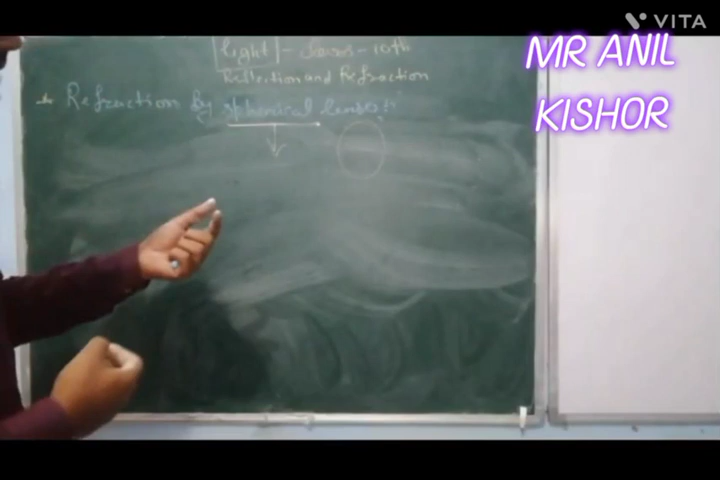 VITA
MR ANIL
KISHOR
light - class - 10th
Reflection and Refraction
Refraction by spherical lenses:-